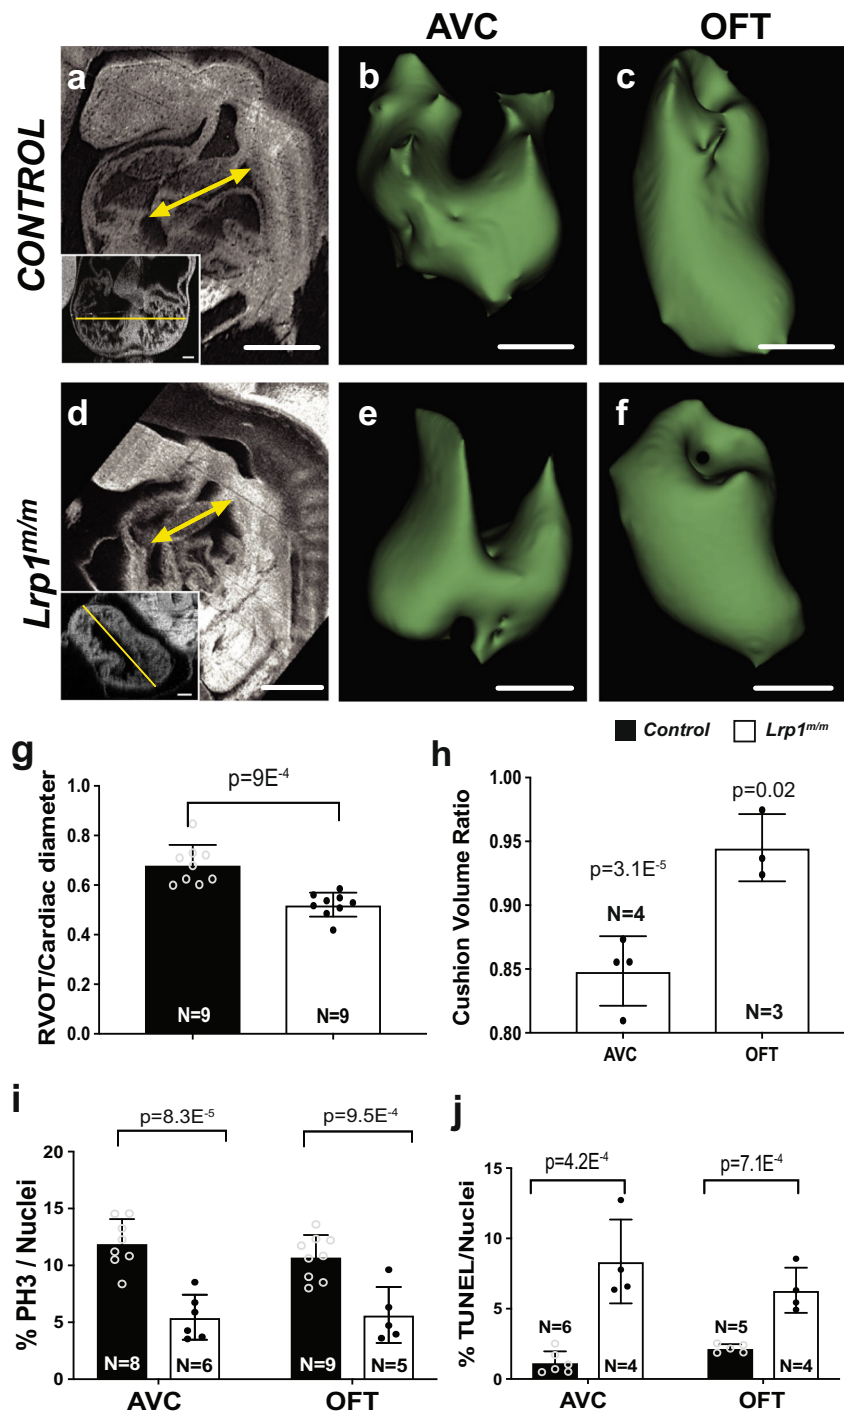 AVC OFT
CONTROL
a b c
Lrp1m/m
d e f
Control Lrp1m/m
g
RVOT/Cardiac diameter
1.0
0.8
0.6
0.4
0.2
0.0
p=9E-4
N=9 N=9
h
Cushion Volume Ratio
1.00
0.95
0.90
0.85
0.80
p=0.02
p=3.1E-5
N=4
N=3
AVC OFT
i
% PH3 / Nuclei
20
15
10
5
0
p=8.3E-5 p=9.5E-4
N=8 N=6 N=9 N=5
AVC OFT
j
% TUNEL/Nuclei
15
10
5
0
p=4.2E-4 p=7.1E-4
N=6 N=5
N=4 N=4
AVC OFT